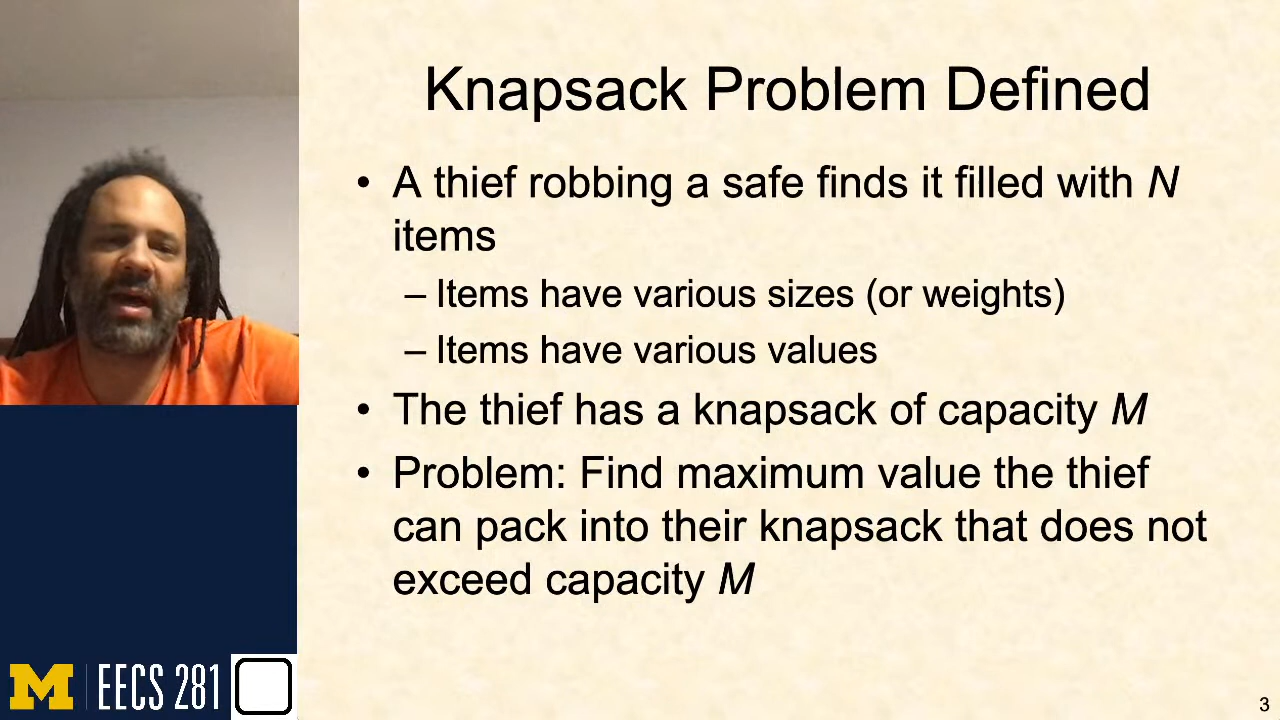 Knapsack Problem Defined
• A thief robbing a safe finds it filled with N
items
– Items have various sizes (or weights)
– Items have various values
• The thief has a knapsack of capacity M
• Problem: Find maximum value the thief
can pack into their knapsack that does not
exceed capacity M
M | EECS 281
3